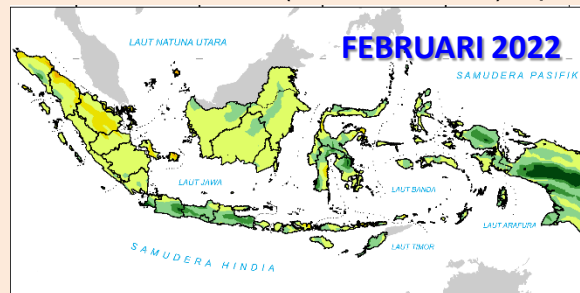 FEBRUARI 2022
LAUT NATUNA UTARA
SAMUDERA PASIFIK
LAUT JAWA
LAUT BANDA
LAUT ARAFURA
LAUT TIMOR
SAMUDERA HINDIA